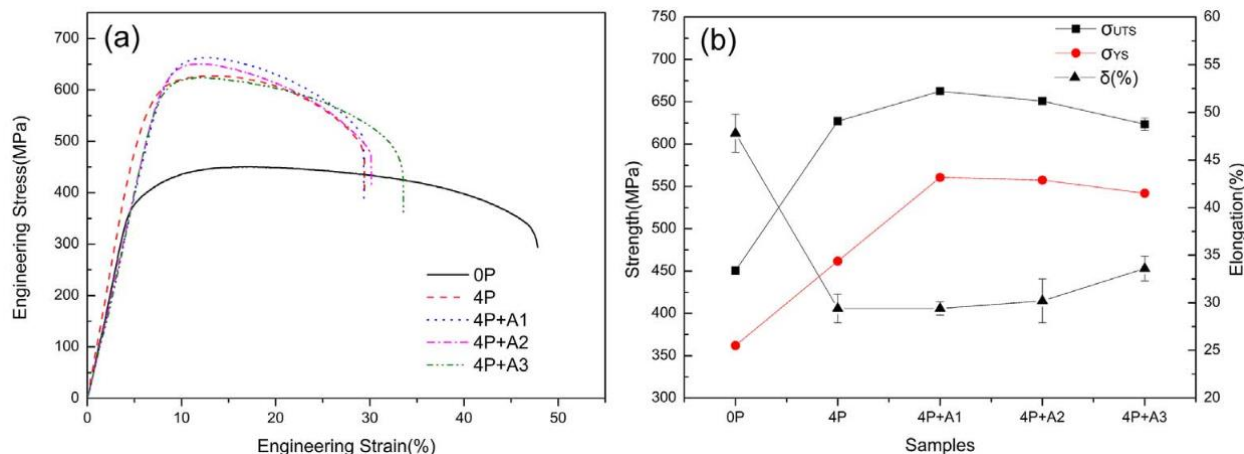 (a)
700
600
500
400
300
200
100
0
0 10 20 30 40 50
Engineering Stress(MPa)
Engineering Strain(%)
0P
4P
4P+A1
4P+A2
4P+A3
(b)
750
700
650
600
550
500
450
400
350
300
Strength(MPa)
σUTS
σYS
δ(%)
60
55
50
45
40
35
30
25
20
Elongation(%)
0P 4P 4P+A1 4P+A2 4P+A3
Samples